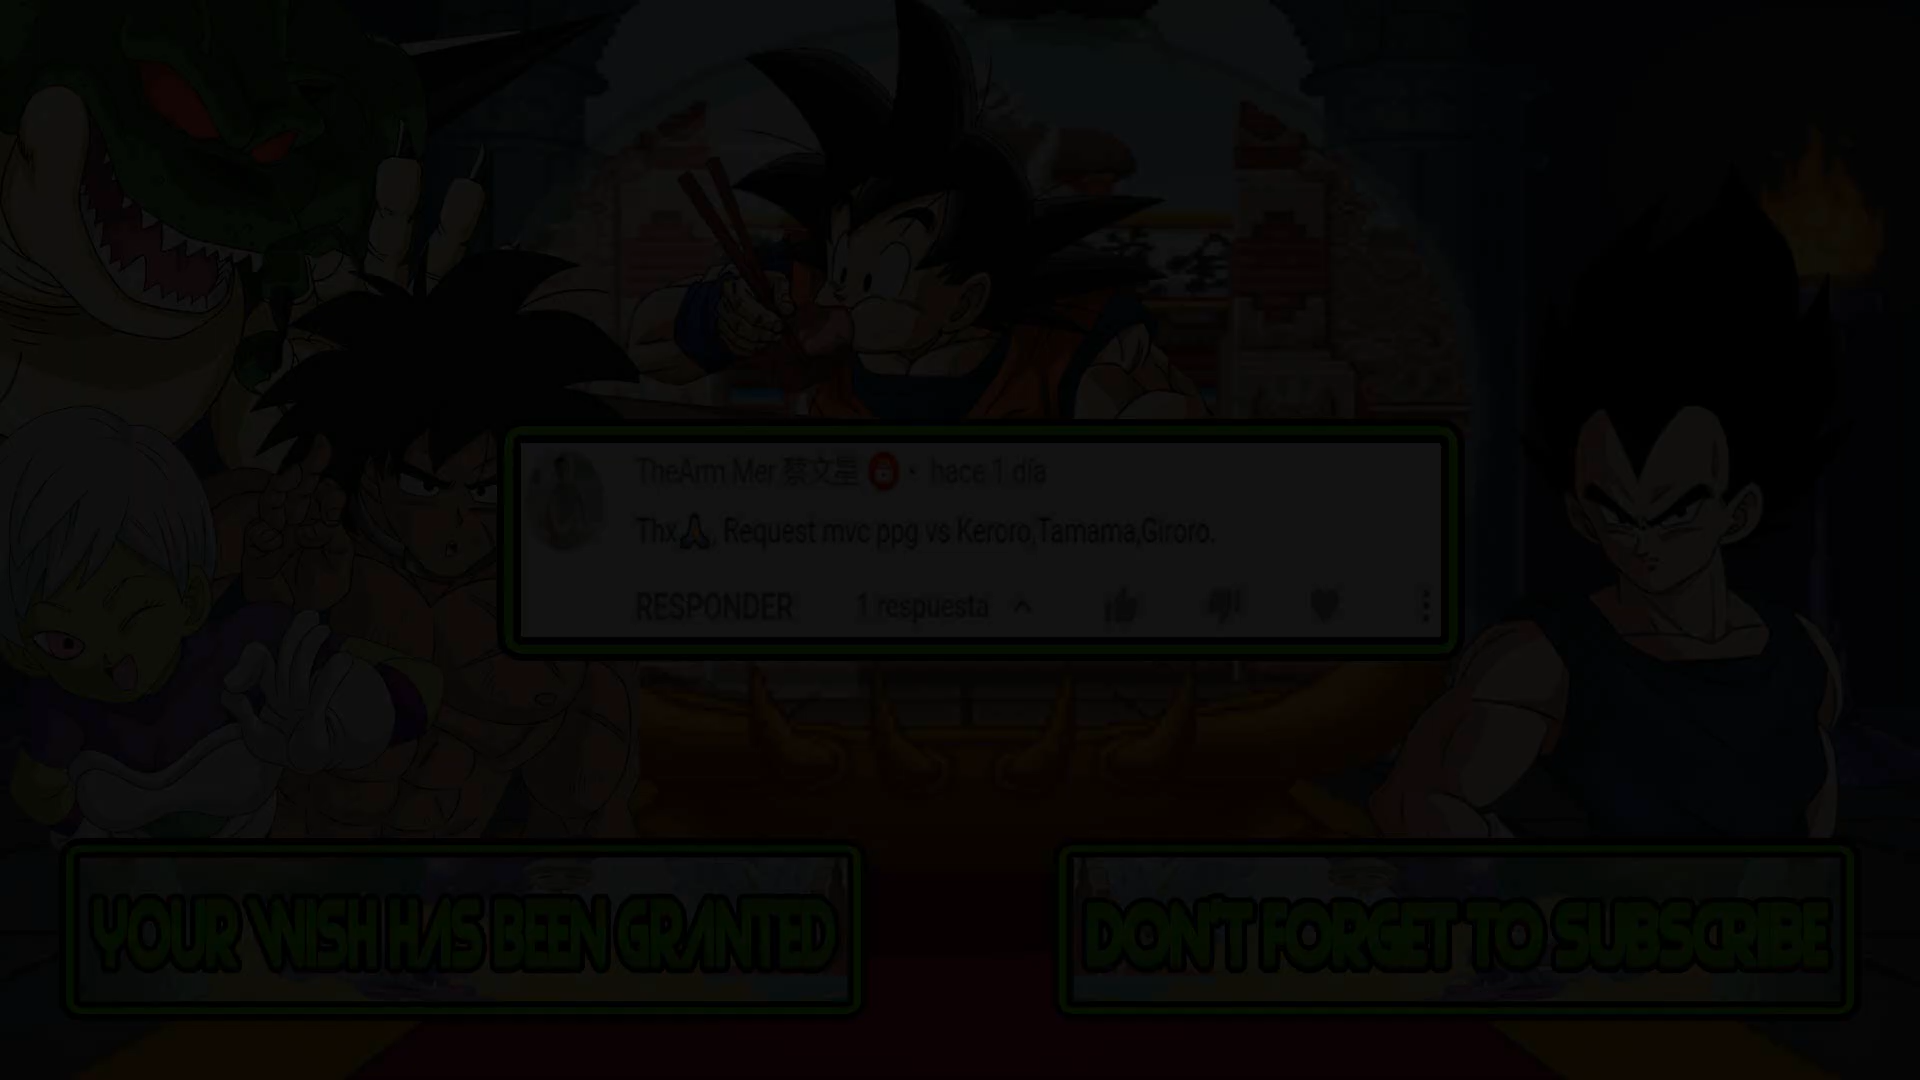 TheArm Mer 蔡文星 • hace 1 día
Thx🙏, Request mvc ppg vs Keroro,Tamama,Giroro.
RESPONDER 1 respuesta
YOUR WISH HAS BEEN GRANTED
DON'T FORGET TO SUBSCRIBE